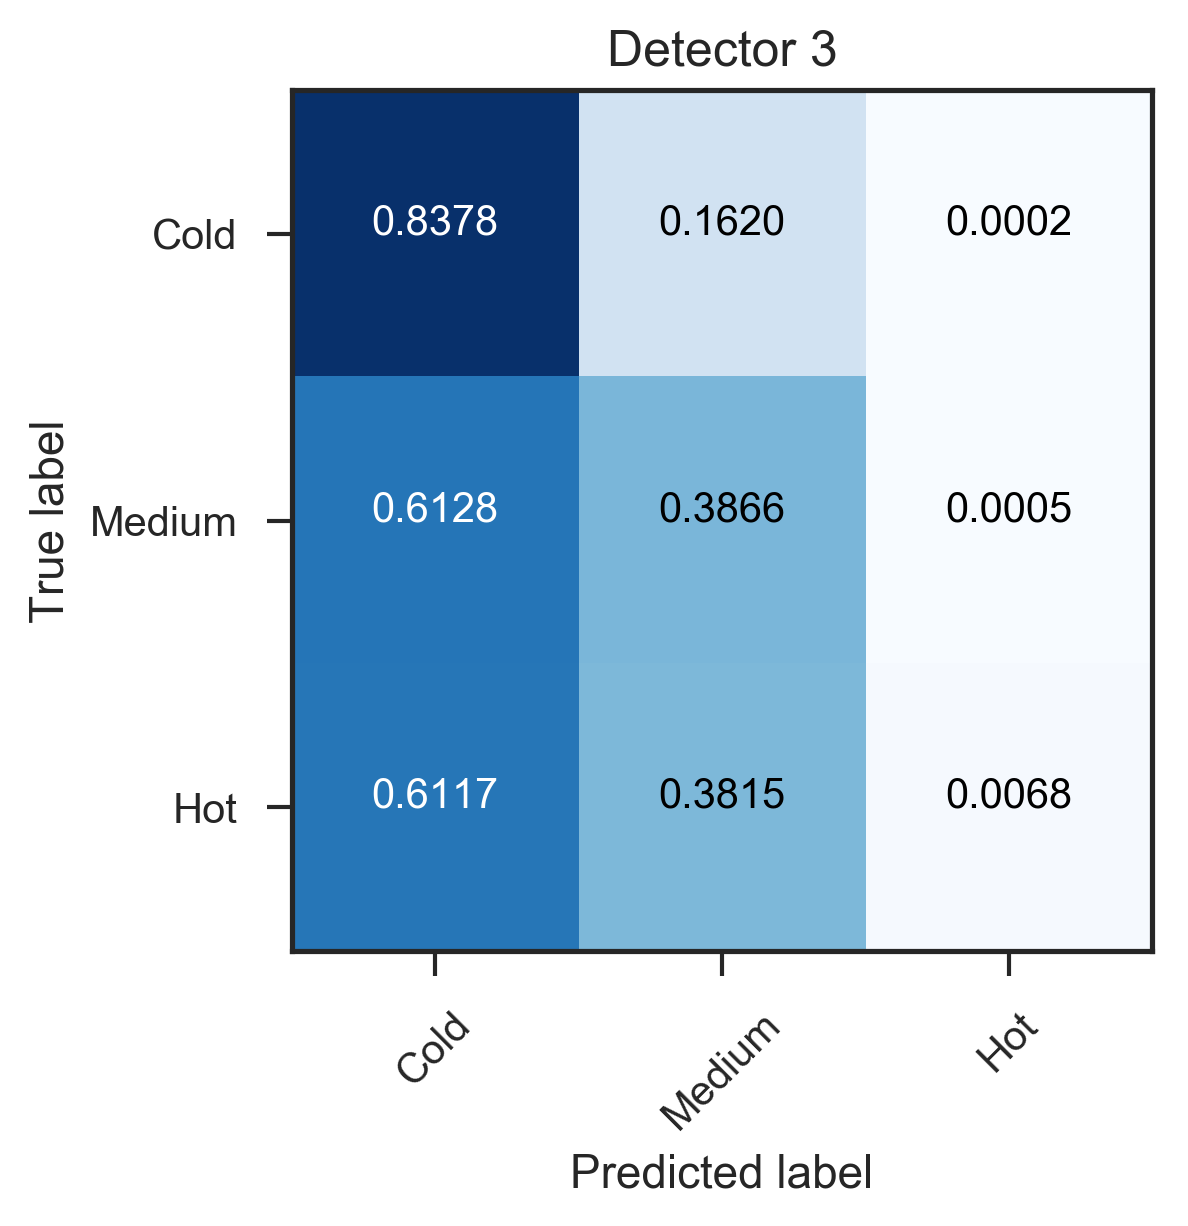 Detector 3
Cold 0.8378 0.1620 0.0002
Medium 0.6128 0.3866 0.0005
Hot 0.6117 0.3815 0.0068
True label
Cold Medium Hot
Predicted label